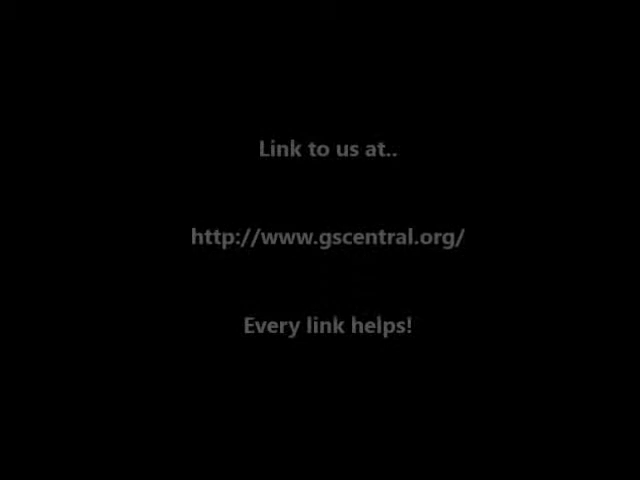 Link to us at..
http://www.gscentral.org/
Every link helps!